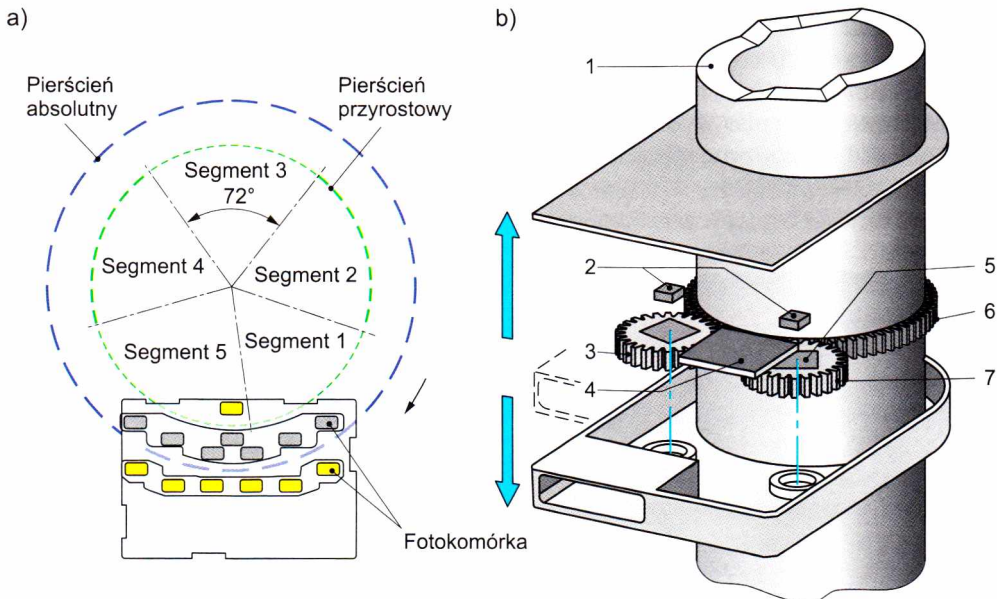 a)
Pierścień
absolutny
Pierścień
przyrostowy
Segment 3
72°
Segment 4
Segment 2
Segment 5
Segment 1
Fotokomórka
b)
1
2
3
4
5
6
7